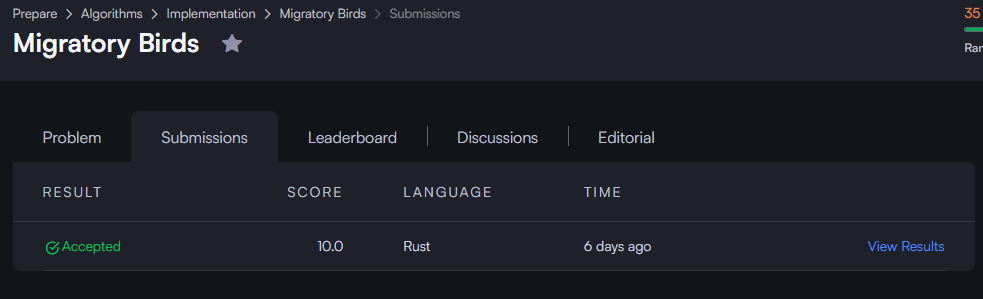 Prepare > Algorithms > Implementation > Migratory Birds > Submissions
35
Migratory Birds
Problem Submissions Leaderboard Discussions Editorial
RESULT SCORE LANGUAGE TIME
Accepted 10.0 Rust 6 days ago View Results